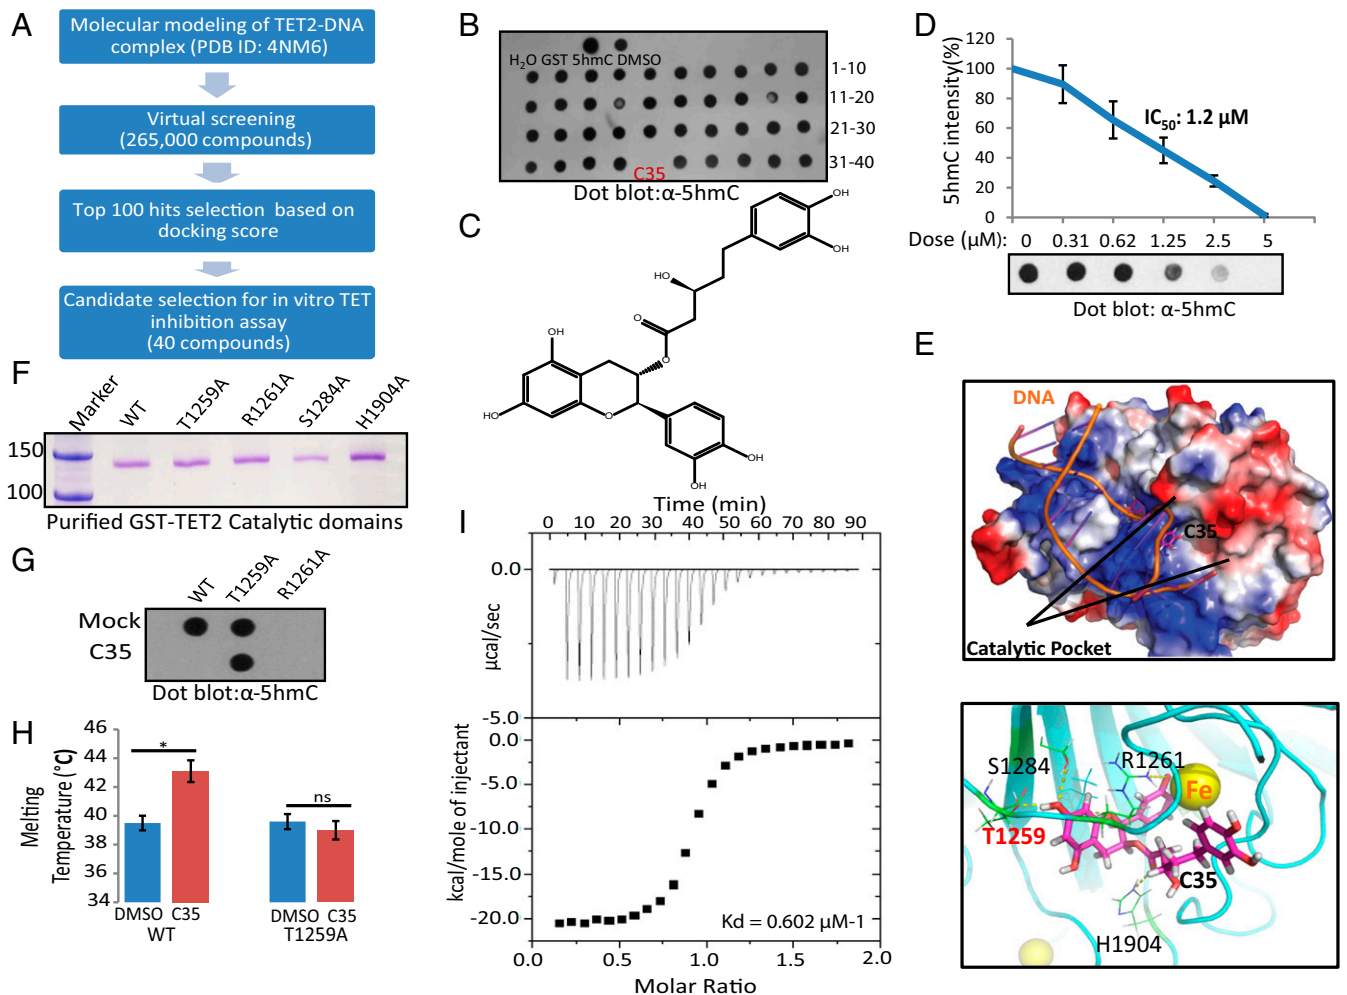 A
Molecular modeling of TET2-DNA
complex (PDB ID: 4NM6)
Virtual screening
(265,000 compounds)
Top 100 hits selection based on
docking score
Candidate selection for in vitro TET
inhibition assay
(40 compounds)
B
H2O GST 5hmC DMSO
1-10
11-20
21-30
31-40
C35
Dot blot:α-5hmC
C
OH
OH
HO
O
O
OH
HO
O
OH
OH
D
5hmC intensity(%)
120
100
80
60
40
20
0
IC50: 1.2 µM
Dose (µM): 0 0.31 0.62 1.25 2.5 5
Dot blot: α-5hmC
E
DNA
C35
Catalytic Pocket
S1284
R1261
Fe
T1259
C35
H1904
F
Marker
WT
T1259A
R1261A
S1284A
H1904A
150
100
Purified GST-TET2 Catalytic domains
G
WT
T1259A
R1261A
Mock
C35
Dot blot:α-5hmC
H
Melting
Temperature (°C)
46
44
42
40
38
36
34
*
ns
DMSO C35
WT
DMSO C35
T1259A
I
Time (min)
0 10 20 30 40 50 60 70 80 90
µcal/sec
0.0
-5.0
kcal/mole of injectant
0.0
-5.0
-10.0
-15.0
-20.0
Kd = 0.602 µM-1
0.0 0.5 1.0 1.5 2.0
Molar Ratio